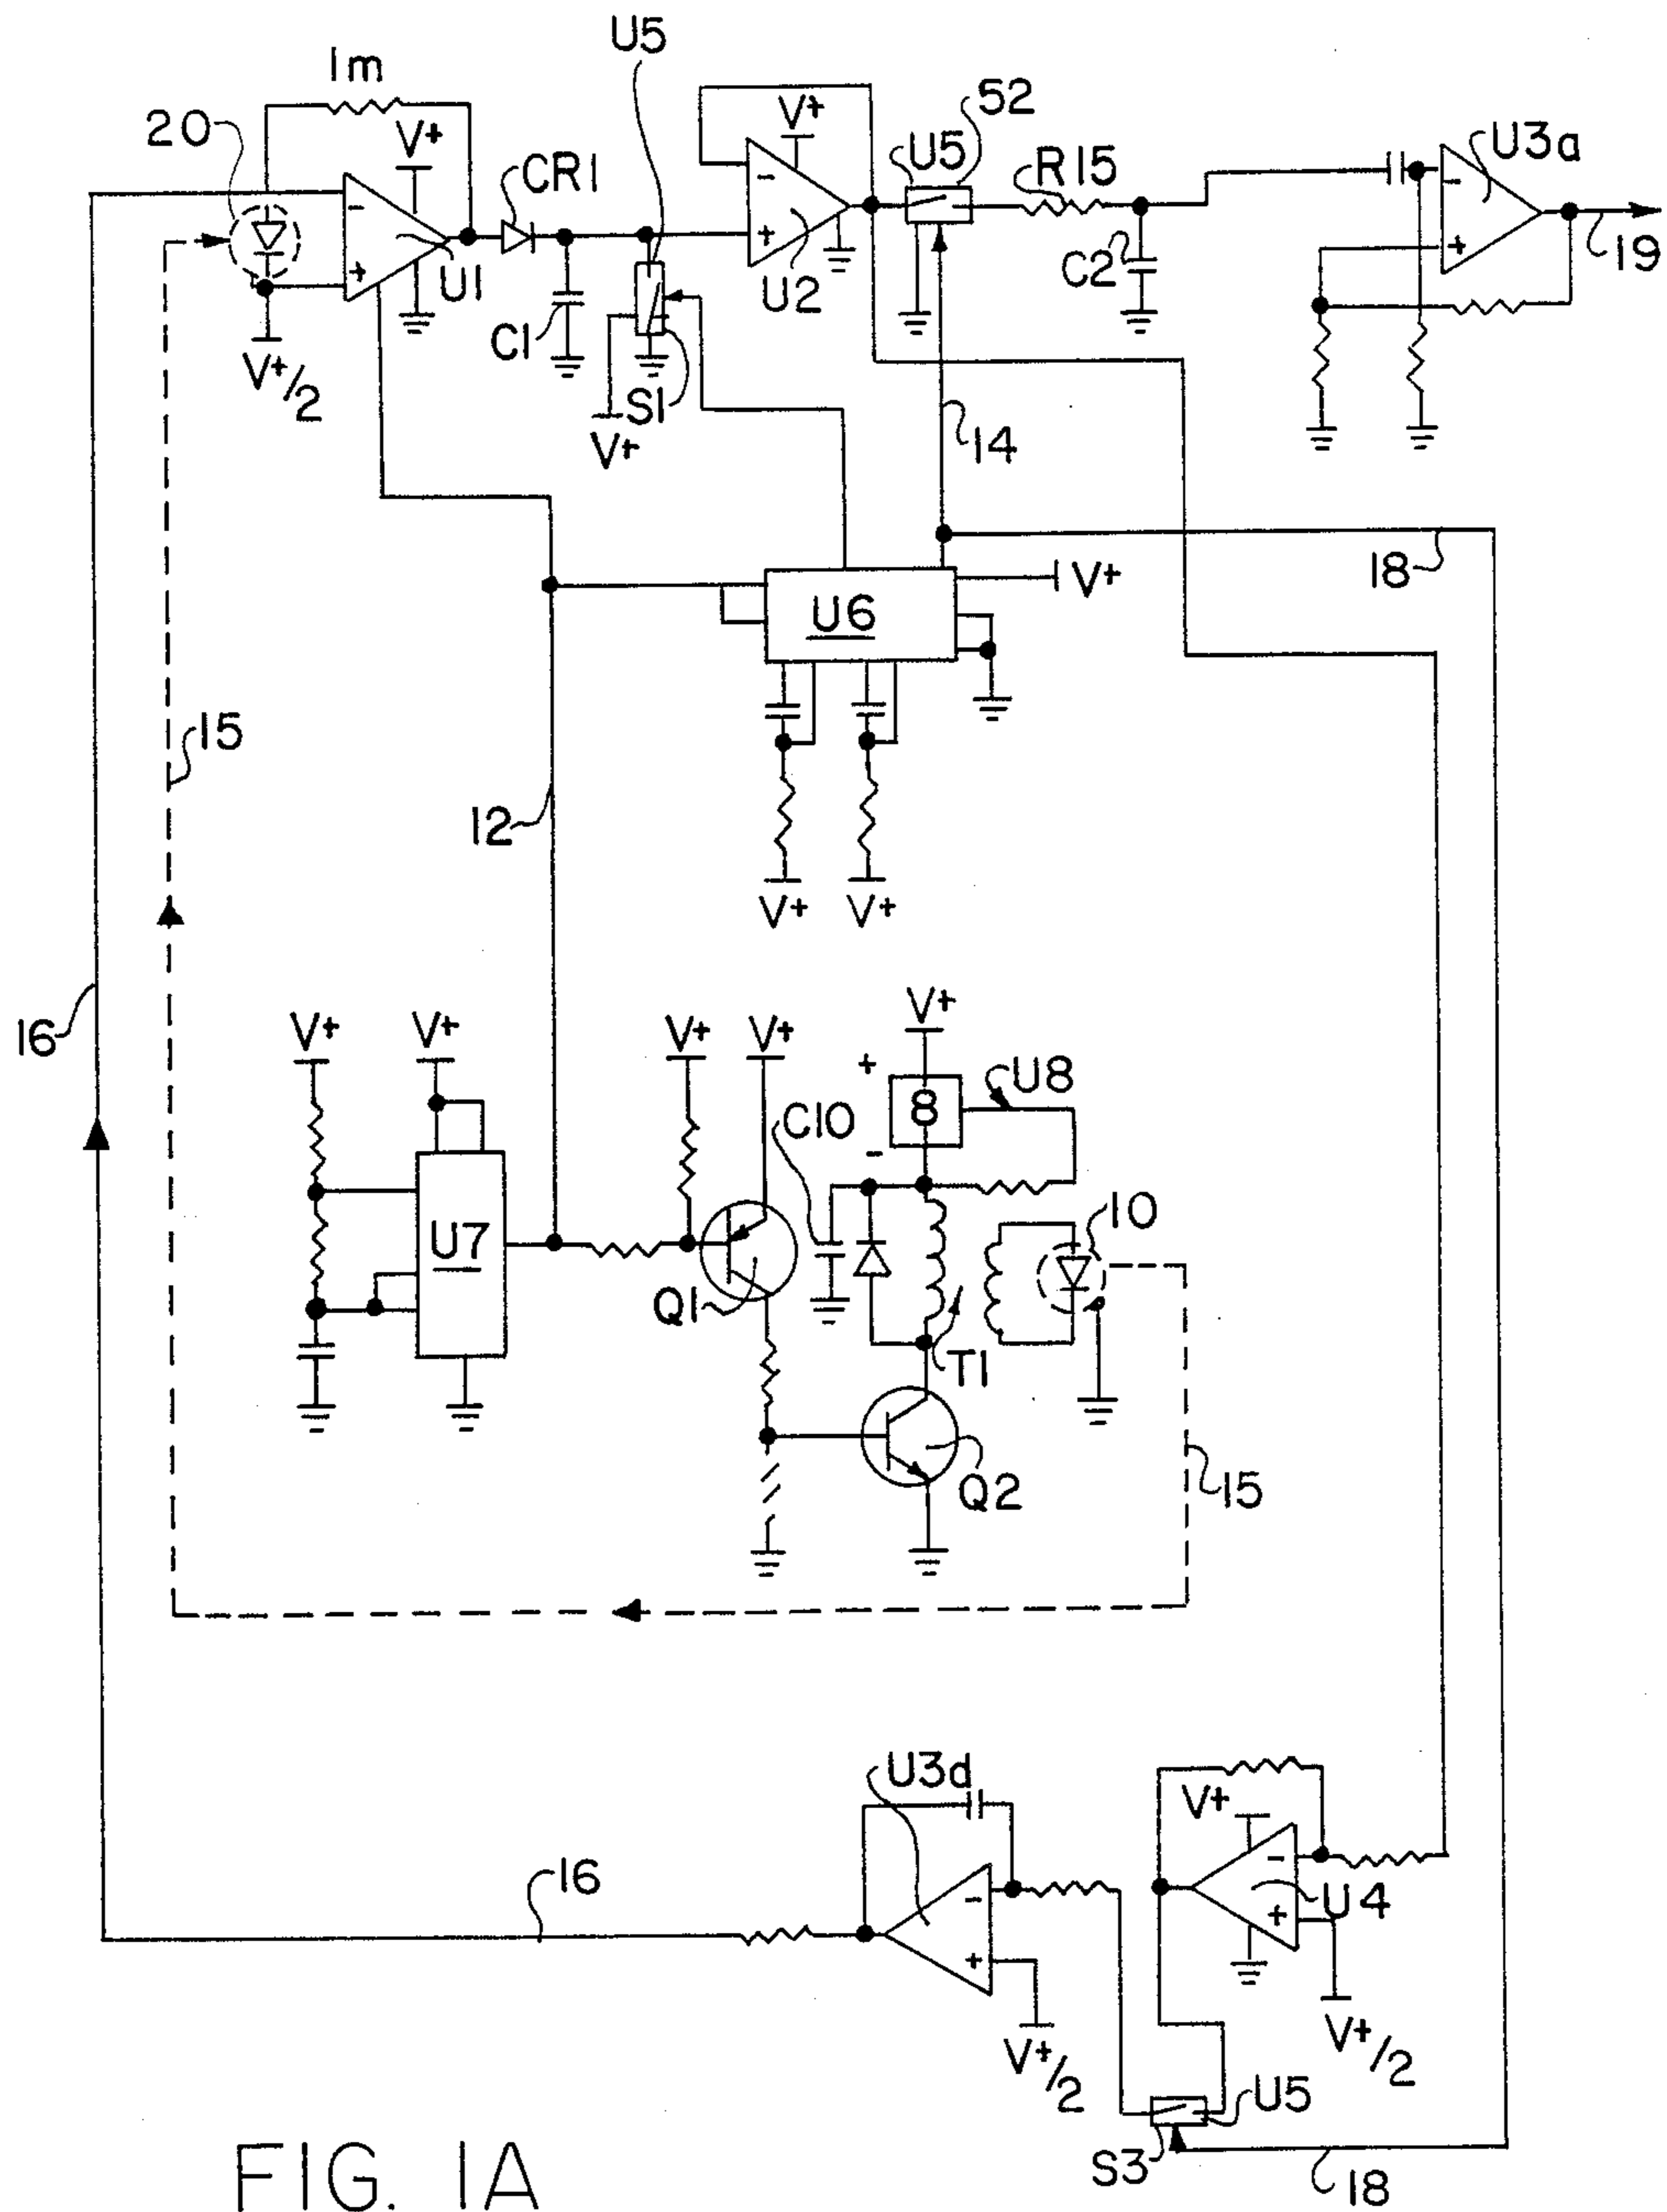 U5
1m
20
V+
CR1
V+
U5
52
R15
U3a
-
-
-
+
+
+
U1
U2
C1
C2
19
V+/2
S1
V+
14
18
V+
U6
15
12
V+
V+
16
V+
V+
V+
V+
V+
+
U8
8
C10
-
10
U7
Q1
T1
Q2
15
U3d
V+
-
U4
16
-
+
+
V+/2
V+/2
U5
S3
18
FIG. 1A